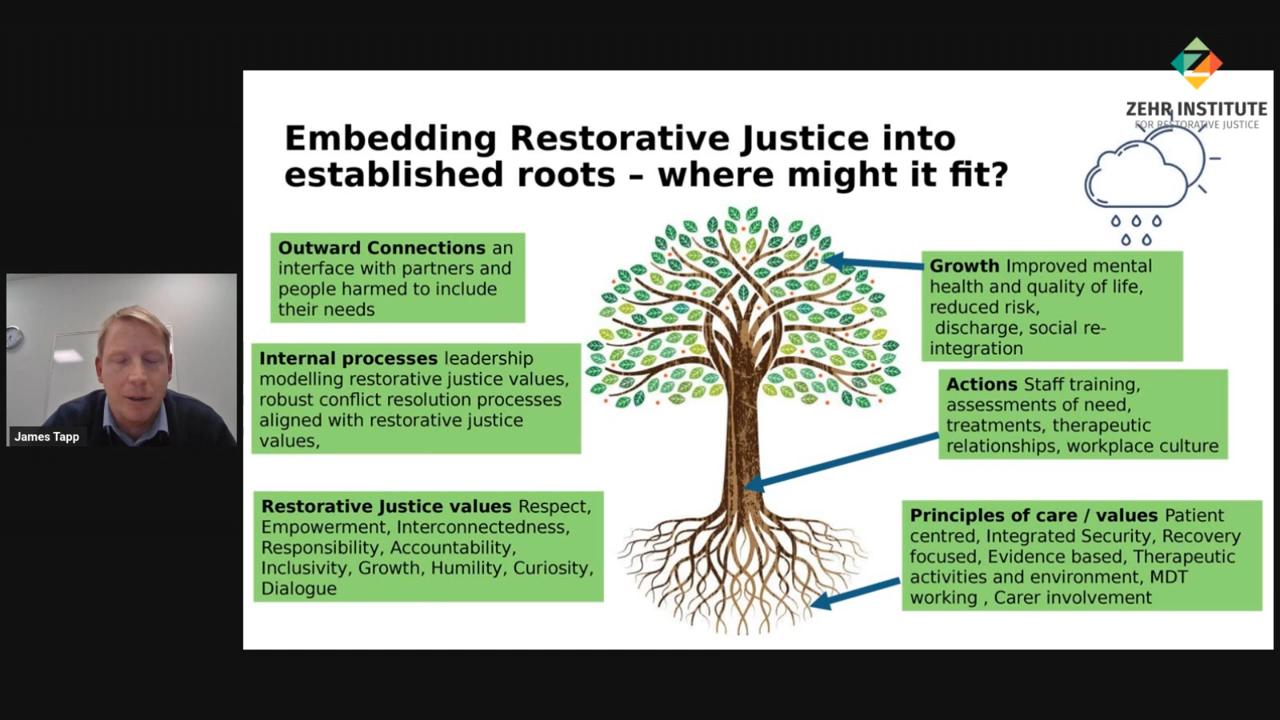 ZEHR INSTITUTE
FOR RESTORATIVE JUSTICE
Embedding Restorative Justice into
established roots – where might it fit?
Outward Connections an
interface with partners and
people harmed to include
their needs
Internal processes leadership
modelling restorative justice values,
robust conflict resolution processes
aligned with restorative justice
values,
Restorative Justice values Respect,
Empowerment, Interconnectedness,
Responsibility, Accountability,
Inclusivity, Growth, Humility, Curiosity,
Dialogue
Growth Improved mental
health and quality of life,
reduced risk,
discharge, social re-
integration
Actions Staff training,
assessments of need,
treatments, therapeutic
relationships, workplace culture
Principles of care / values Patient
centred, Integrated Security, Recovery
focused, Evidence based, Therapeutic
activities and environment, MDT
working , Carer involvement
James Tapp